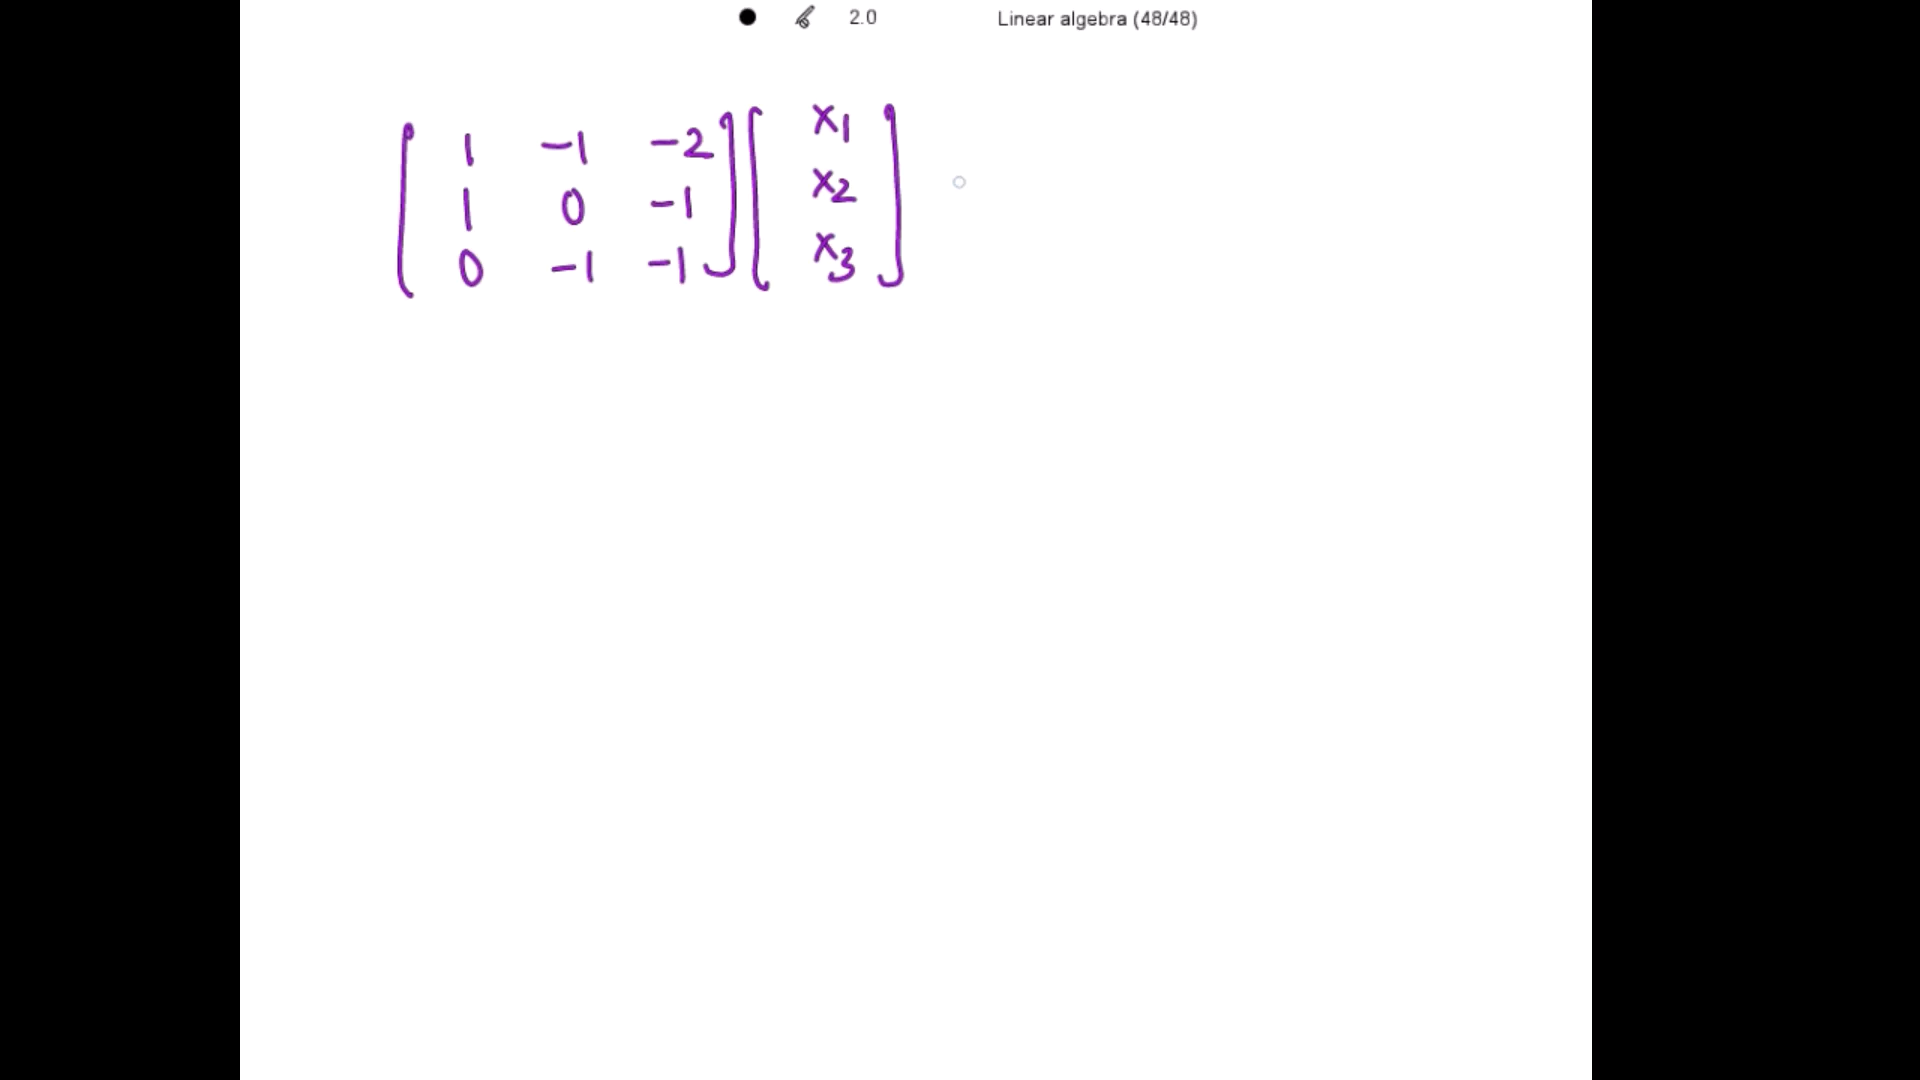 2.0 Linear algebra (48/48)
[ 1 -1 -2 ] [ x1 ]
[ 1 0 -1 ] [ x2 ]
[ 0 -1 -1 ] [ x3 ]